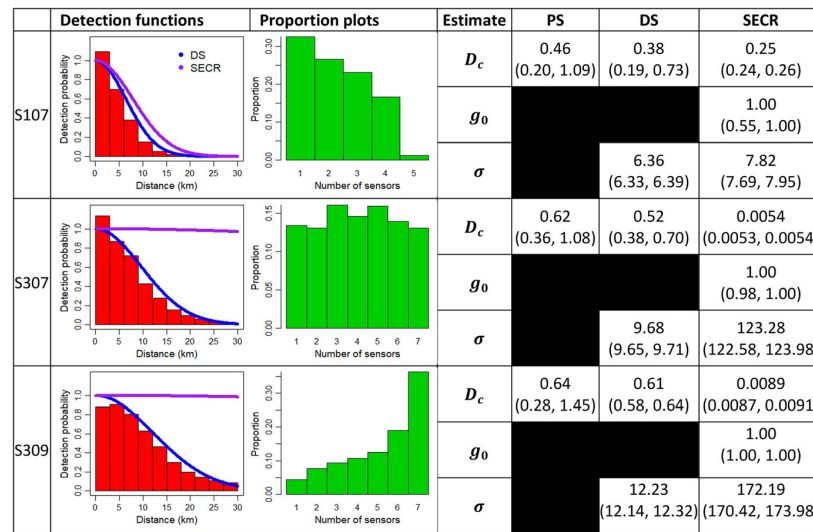 Detection functions Proportion plots Estimate PS DS SECR
S107
Detection probability
0.0 0.2 0.4 0.6 0.8 1.0
DS
SECR
0 5 10 15 20 25 30
Distance (km)
Proportion
0.00 0.10 0.20 0.30
1 2 3 4 5
Number of sensors
D_c 0.46 0.38 0.25
(0.20, 1.09) (0.19, 0.73) (0.24, 0.26)
g_0 1.00
(0.55, 1.00)
σ 6.36 7.82
(6.33, 6.39) (7.69, 7.95)
S307
Detection probability
0.0 0.2 0.4 0.6 0.8 1.0
0 5 10 15 20 25 30
Distance (km)
Proportion
0.00 0.05 0.10 0.15
1 2 3 4 5 6 7
Number of sensors
D_c 0.62 0.52 0.0054
(0.36, 1.08) (0.38, 0.70) (0.0053, 0.0054
g_0 1.00
(0.98, 1.00)
σ 9.68 123.28
(9.65, 9.71) (122.58, 123.98
S309
Detection probability
0.0 0.2 0.4 0.6 0.8 1.0
0 5 10 15 20 25 30
Distance (km)
Proportion
0.00 0.10 0.20 0.30
1 2 3 4 5 6 7
Number of sensors
D_c 0.64 0.61 0.0089
(0.28, 1.45) (0.58, 0.64) (0.0087, 0.0091
g_0 1.00
(1.00, 1.00)
σ 12.23 172.19
(12.14, 12.32) (170.42, 173.98